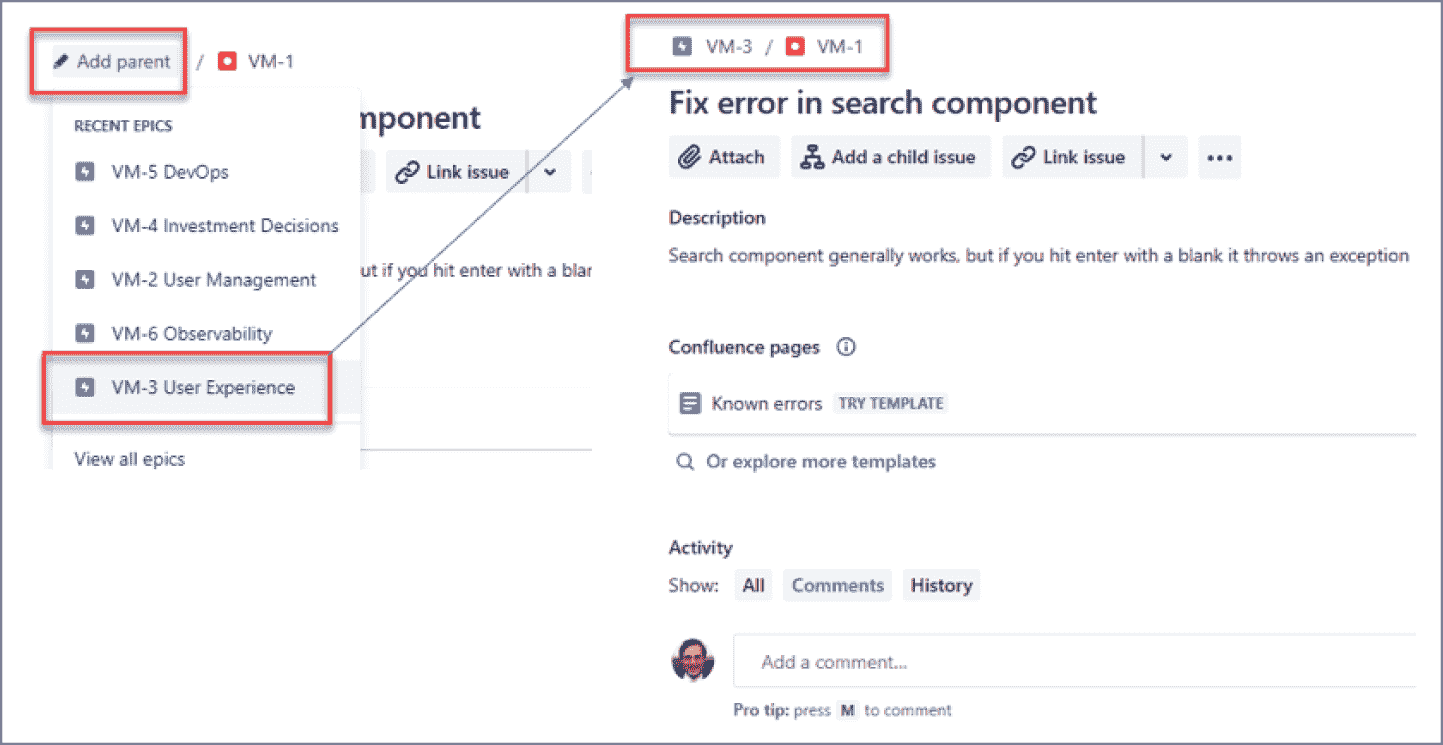 Add parent / VM-1
RECENT EPICS
mponent
VM-5 DevOps
Link issue
VM-4 Investment Decisions
ut if you hit enter with a blan
VM-2 User Management
VM-6 Observability
VM-3 User Experience
View all epics
VM-3 / VM-1
Fix error in search component
Attach Add a child issue Link issue
Description
Search component generally works, but if you hit enter with a blank it throws an exception
Confluence pages
Known errors TRY TEMPLATE
Or explore more templates
Activity
Show: All Comments History
Add a comment...
Pro tip: press M to comment